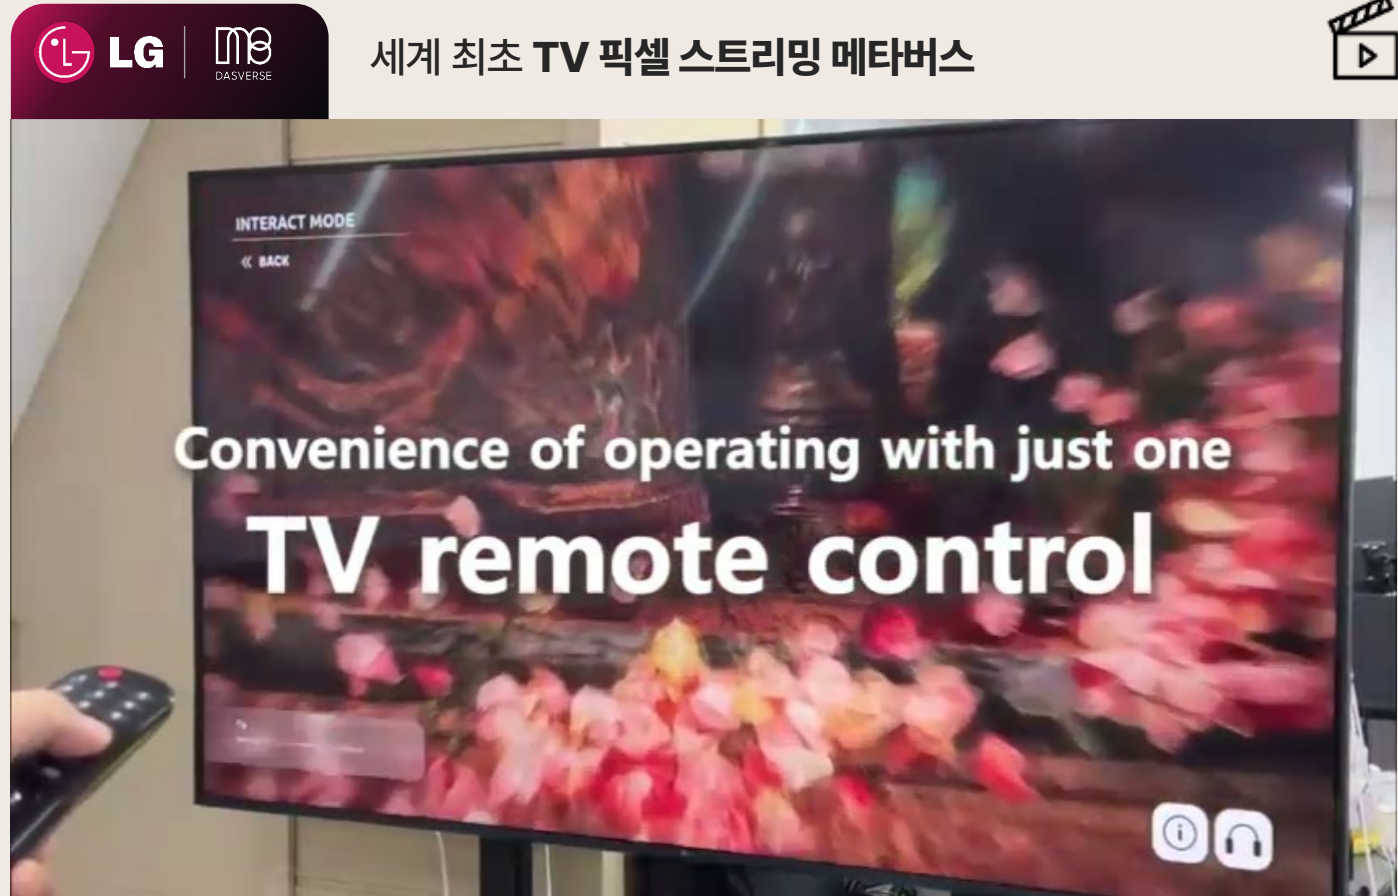 LG
DASVERSE
세계 최초 TV 픽셀 스트리밍 메타버스
INTERACT MODE
« BACK
Convenience of operating with just one
TV remote control